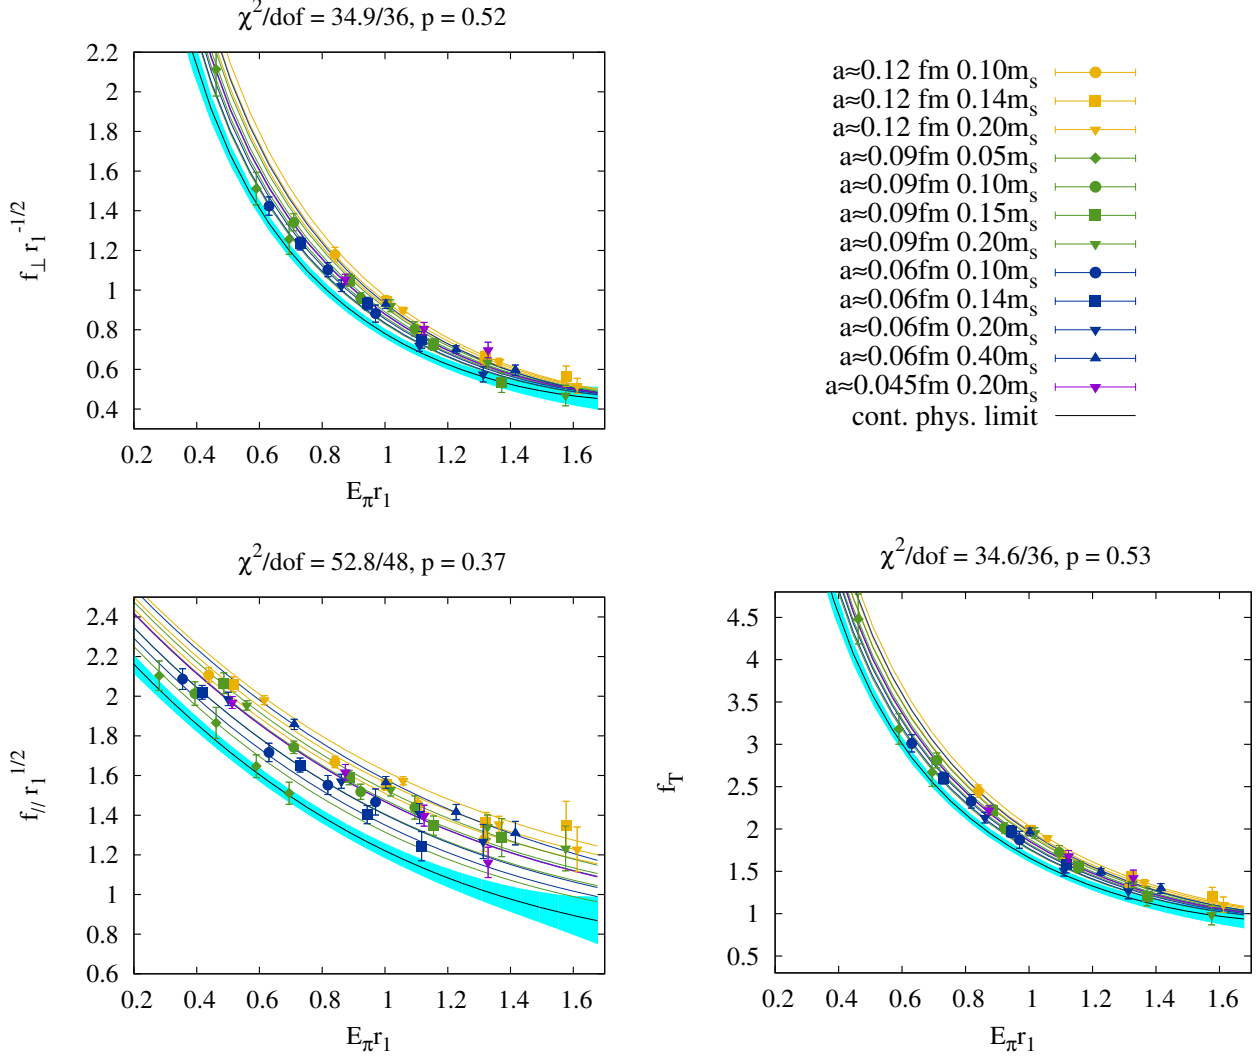 χ²/dof = 34.9/36, p = 0.52
2.2
2
1.8
1.6
1.4
1.2
1
0.8
0.6
0.4
f⊥ r₁^-1/2
0.2 0.4 0.6 0.8 1 1.2 1.4 1.6
E_π r₁
a≈0.12 fm 0.10m_s
a≈0.12 fm 0.14m_s
a≈0.12 fm 0.20m_s
a≈0.09fm 0.05m_s
a≈0.09fm 0.10m_s
a≈0.09fm 0.15m_s
a≈0.09fm 0.20m_s
a≈0.06fm 0.10m_s
a≈0.06fm 0.14m_s
a≈0.06fm 0.20m_s
a≈0.06fm 0.40m_s
a≈0.045fm 0.20m_s
cont. phys. limit
χ²/dof = 52.8/48, p = 0.37
2.4
2.2
2
1.8
1.6
1.4
1.2
1
0.8
0.6
f_// r₁^1/2
0.2 0.4 0.6 0.8 1 1.2 1.4 1.6
E_π r₁
χ²/dof = 34.6/36, p = 0.53
4.5
4
3.5
3
2.5
2
1.5
1
0.5
f_T
0.2 0.4 0.6 0.8 1 1.2 1.4 1.6
E_π r₁